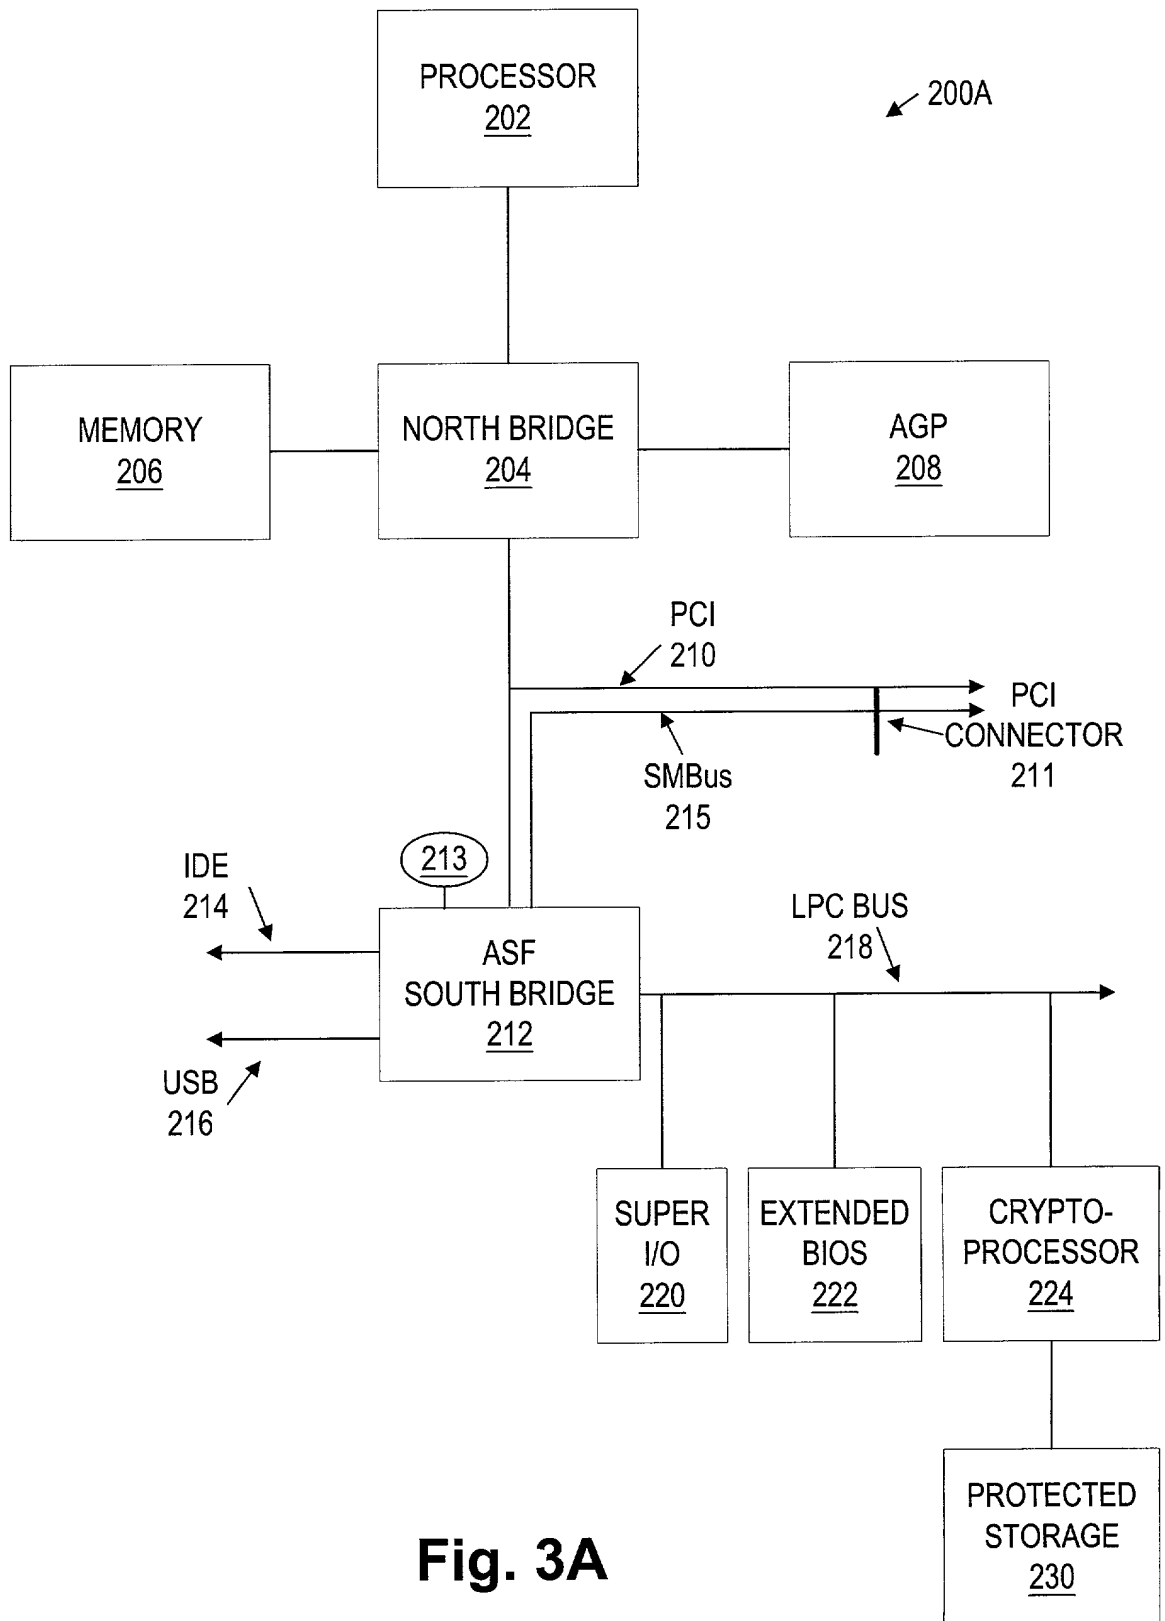 PROCESSOR
202
200A
MEMORY
206
NORTH BRIDGE
204
AGP
208
PCI
210
PCI
CONNECTOR
211
SMBus
215
213
IDE
214
ASF
SOUTH BRIDGE
212
LPC BUS
218
USB
216
SUPER
I/O
220
EXTENDED
BIOS
222
CRYPTO-
PROCESSOR
224
PROTECTED
STORAGE
230
Fig. 3A